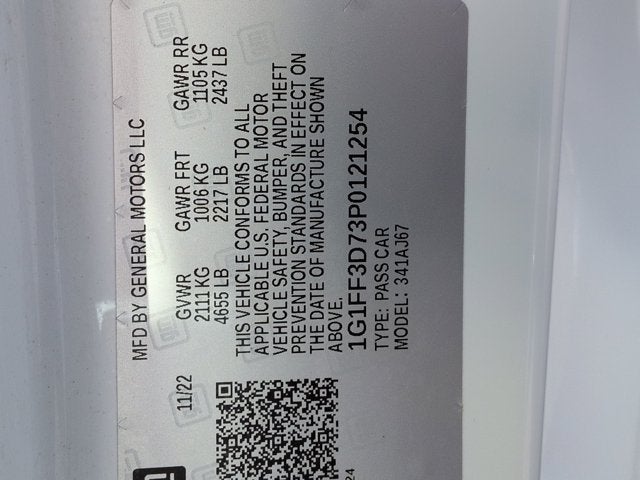 MFD BY GENERAL MOTORS LLC
11/22
GVWR GAWR FRT GAWR RR
2111 KG 1006 KG 1105 KG
4655 LB 2217 LB 2437 LB
THIS VEHICLE CONFORMS TO ALL
APPLICABLE U.S. FEDERAL MOTOR
VEHICLE SAFETY, BUMPER, AND THEFT
PREVENTION STANDARDS IN EFFECT ON
THE DATE OF MANUFACTURE SHOWN
ABOVE.
1G1FF3D73P0121254
TYPE: PASS CAR
MODEL: 341AJ67
24